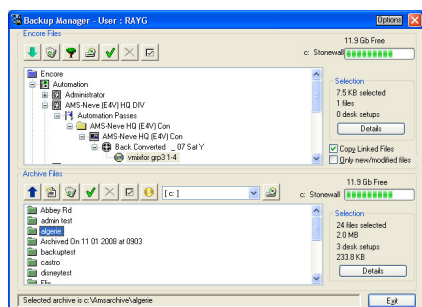 Backup Manager - User : RAYG
Options
Encore Files
11.9 Gb Free
c: Stonewall
Encore
Automation
Administrator
AMS-Neve (E4V) HQ DIV
Automation Passes
AMS-Neve (E4V) HQ Con
AMS-Neve (E4V) HQ Con
Back Converted _ 07 Sat Y
vmixfor grp3 1-4
Selection
7.5 KB selected
1 files
0 desk setups
Details
Copy Linked Files
Only new/modified files
Archive Files
[ c: ]
11.9 Gb Free
c: Stonewall
Abbey Rd
admin test
algerie
Archived On 11 01 2008 at 0903
backuptest
castro
disneytest
Selection
24 files selected
2.0 MB
3 desk setups
233.8 KB
Details
Selected archive is c:\Amsarchive\algerie
Exit